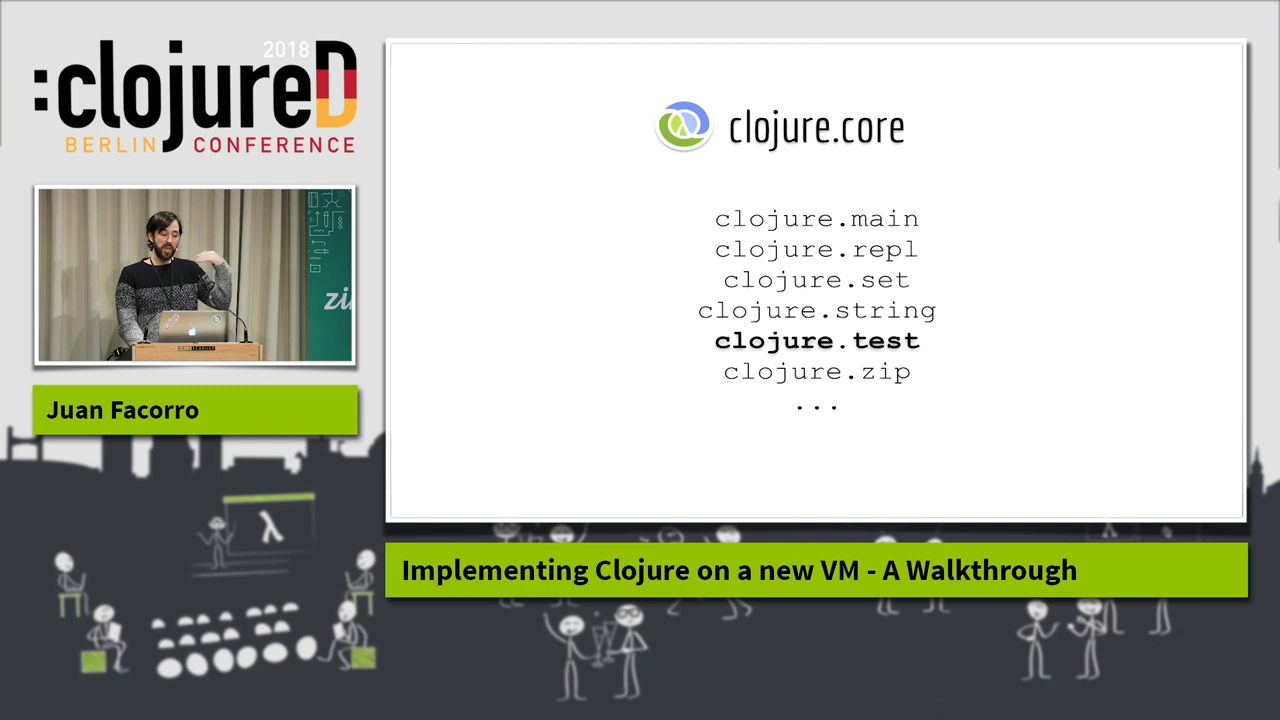 2018
:clojureD
BERLIN CONFERENCE
zi
Juan Facorro
clojure.core
clojure.main
clojure.repl
clojure.set
clojure.string
clojure.test
clojure.zip
...
λ
Implementing Clojure on a new VM - A Walkthrough